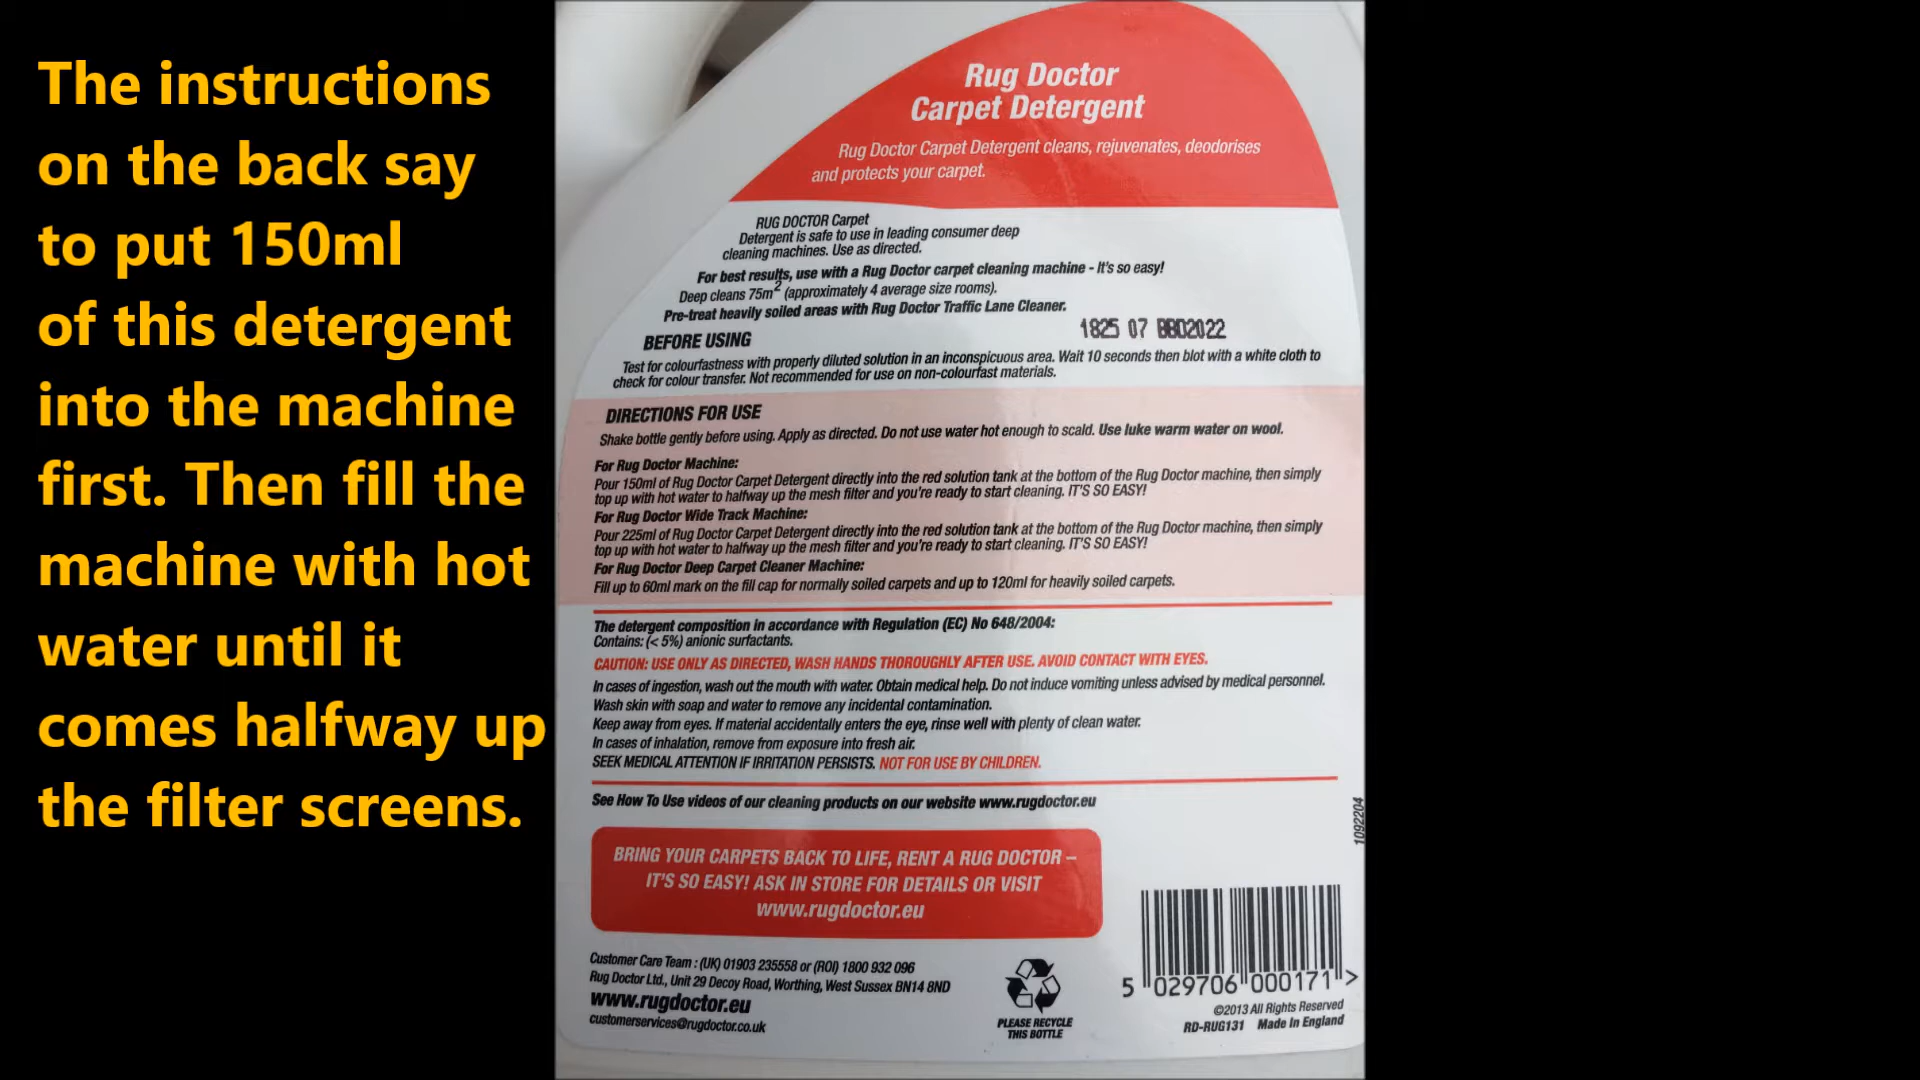 The instructions
on the back say
to put 150ml
of this detergent
into the machine
first. Then fill the
machine with hot
water until it
comes halfway up
the filter screens.
Rug Doctor
Carpet Detergent
Rug Doctor Carpet Detergent cleans, rejuvenates, deodorises
and protects your carpet.
RUG DOCTOR Carpet
Detergent is safe to use in leading consumer deep
cleaning machines. Use as directed.
For best results, use with a Rug Doctor carpet cleaning machine - It's so easy!
Deep cleans 75m² (approximately 4 average size rooms).
Pre-treat heavily soiled areas with Rug Doctor Traffic Lane Cleaner.
1825 07 BBD2022
BEFORE USING
Test for colourfastness with properly diluted solution in an inconspicuous area. Wait 10 seconds then blot with a white cloth to
check for colour transfer. Not recommended for use on non-colourfast materials.
DIRECTIONS FOR USE
Shake bottle gently before using. Apply as directed. Do not use water hot enough to scald. Use luke warm water on wool.
For Rug Doctor Machine:
Pour 150ml of Rug Doctor Carpet Detergent directly into the red solution tank at the bottom of the Rug Doctor machine, then simply
top up with hot water to halfway up the mesh filter and you're ready to start cleaning. IT'S SO EASY!
For Rug Doctor Wide Track Machine:
Pour 225ml of Rug Doctor Carpet Detergent directly into the red solution tank at the bottom of the Rug Doctor machine, then simply
top up with hot water to halfway up the mesh filter and you're ready to start cleaning. IT'S SO EASY!
For Rug Doctor Deep Carpet Cleaner Machine:
Fill up to 60ml mark on the fill cap for normally soiled carpets and up to 120ml for heavily soiled carpets.
The detergent composition in accordance with Regulation (EC) No 648/2004:
Contains: (< 5%) anionic surfactants.
CAUTION: USE ONLY AS DIRECTED, WASH HANDS THOROUGHLY AFTER USE. AVOID CONTACT WITH EYES.
In cases of ingestion, wash out the mouth with water. Obtain medical help. Do not induce vomiting unless advised by medical personnel.
Wash skin with soap and water to remove any incidental contamination.
Keep away from eyes. If material accidentally enters the eye, rinse well with plenty of clean water.
In cases of inhalation, remove from exposure into fresh air.
SEEK MEDICAL ATTENTION IF IRRITATION PERSISTS. NOT FOR USE BY CHILDREN.
See How To Use videos of our cleaning products on our website www.rugdoctor.eu
1092204
BRING YOUR CARPETS BACK TO LIFE, RENT A RUG DOCTOR –
IT'S SO EASY! ASK IN STORE FOR DETAILS OR VISIT
www.rugdoctor.eu
Customer Care Team : (UK) 01903 235558 or (ROI) 1800 932 096
Rug Doctor Ltd., Unit 29 Decoy Road, Worthing, West Sussex BN14 8ND
www.rugdoctor.eu
customerservices@rugdoctor.co.uk
PLEASE RECYCLE
THIS BOTTLE
5 029706 000171 >
©2013 All Rights Reserved
RD-RUG131 Made In England